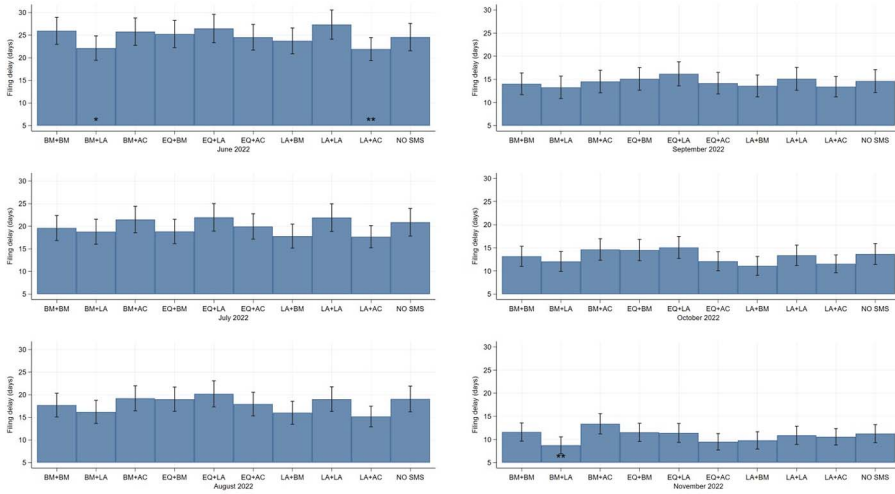 Filing delay (days)
30
25
20
15
10
5
* **
BM+BM BM+LA BM+AC EQ+BM EQ+LA EQ+AC LA+BM LA+LA LA+AC NO SMS
June 2022
Filing delay (days)
30
25
20
15
10
5
BM+BM BM+LA BM+AC EQ+BM EQ+LA EQ+AC LA+BM LA+LA LA+AC NO SMS
September 2022
Filing delay (days)
30
25
20
15
10
5
BM+BM BM+LA BM+AC EQ+BM EQ+LA EQ+AC LA+BM LA+LA LA+AC NO SMS
July 2022
Filing delay (days)
30
25
20
15
10
5
BM+BM BM+LA BM+AC EQ+BM EQ+LA EQ+AC LA+BM LA+LA LA+AC NO SMS
October 2022
Filing delay (days)
30
25
20
15
10
5
BM+BM BM+LA BM+AC EQ+BM EQ+LA EQ+AC LA+BM LA+LA LA+AC NO SMS
August 2022
Filing delay (days)
30
25
20
15
10
5
**
BM+BM BM+LA BM+AC EQ+BM EQ+LA EQ+AC LA+BM LA+LA LA+AC NO SMS
November 2022